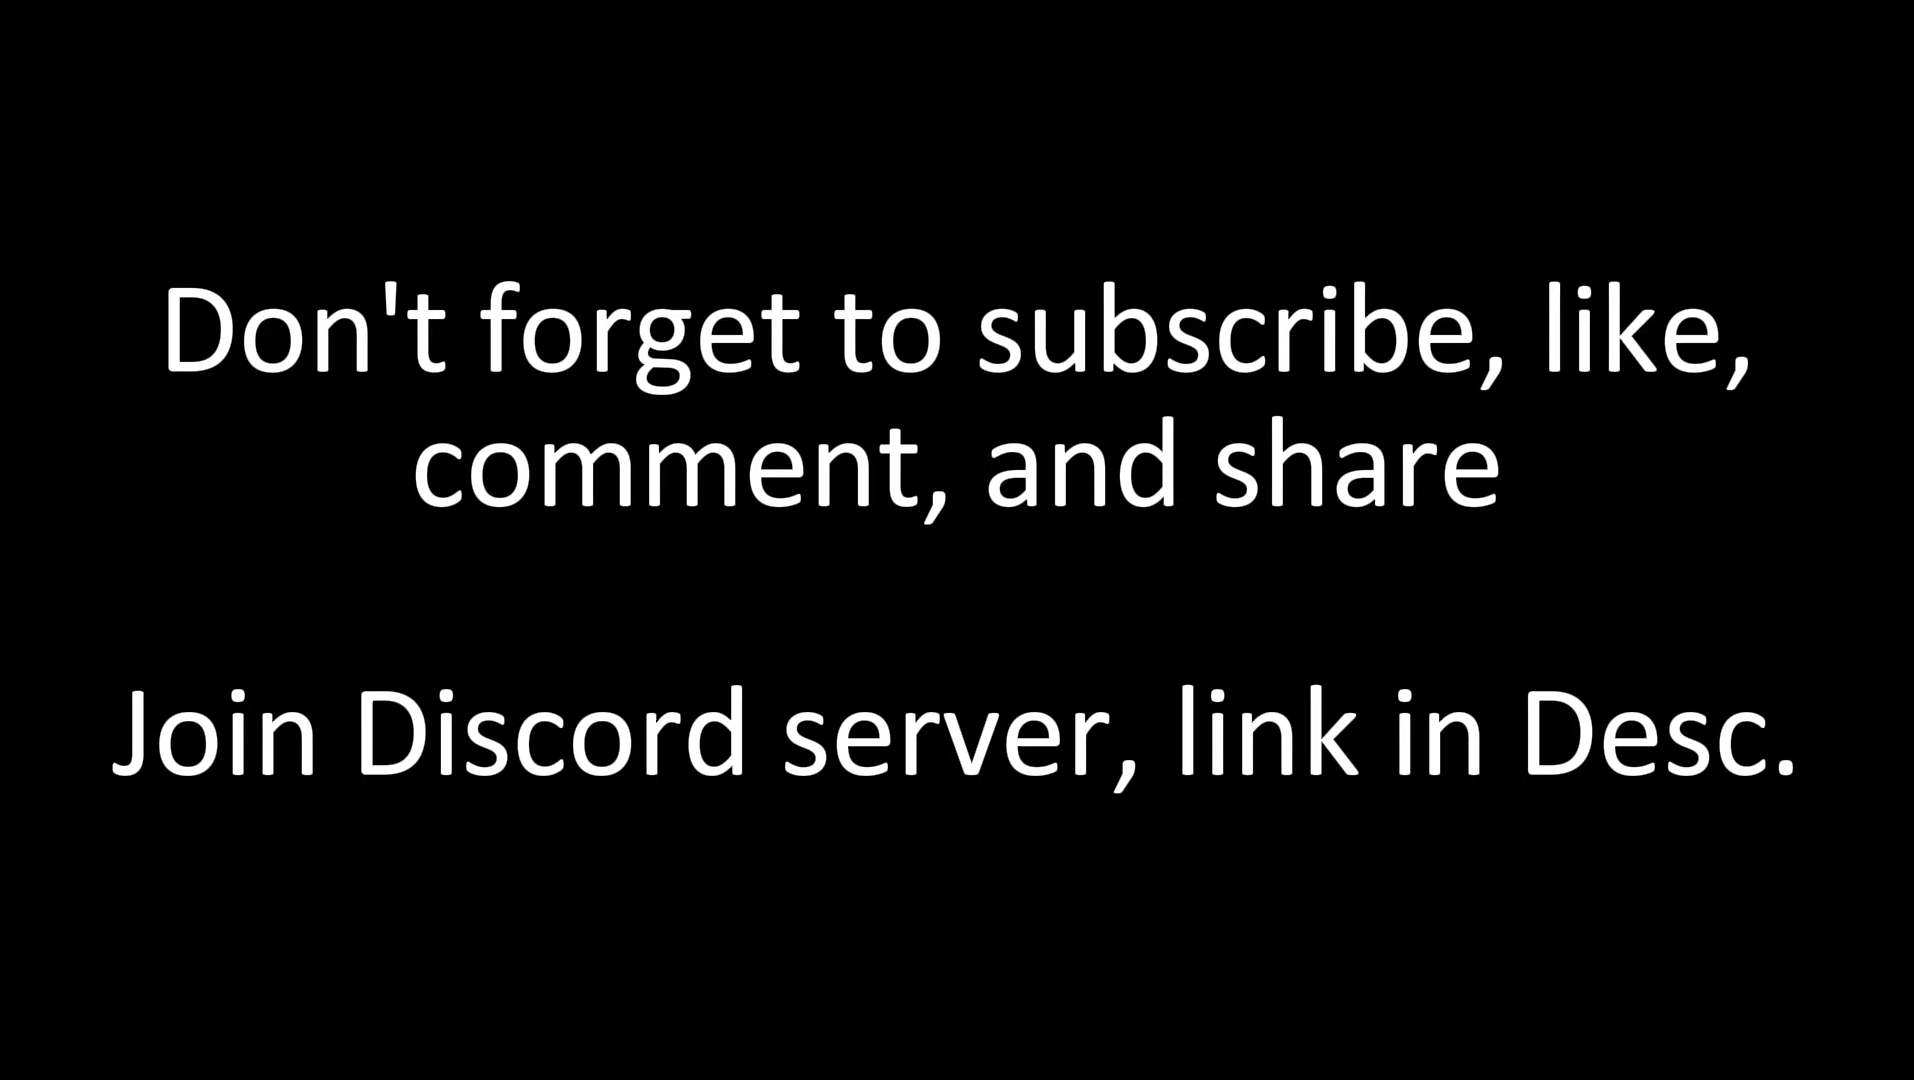 Don't forget to subscribe, like,
comment, and share
Join Discord server, link in Desc.